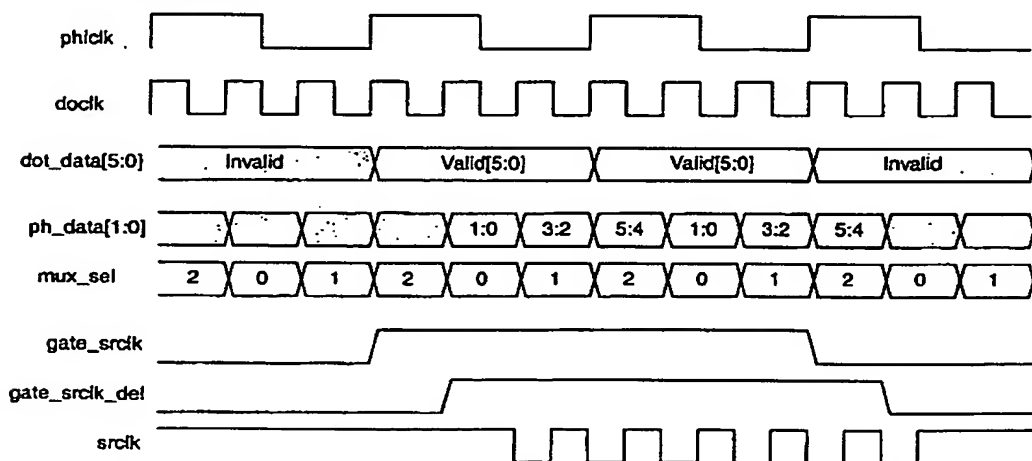 phiclk
doclk
dot_data[5:0] Invalid Valid[5:0] Valid[5:0] Invalid
ph_data[1:0] 1:0 3:2 5:4 1:0 3:2 5:4
mux_sel 2 0 1 2 0 1 2 0 1 2 0 1
gate_srclk
gate_srclk_del
srclk